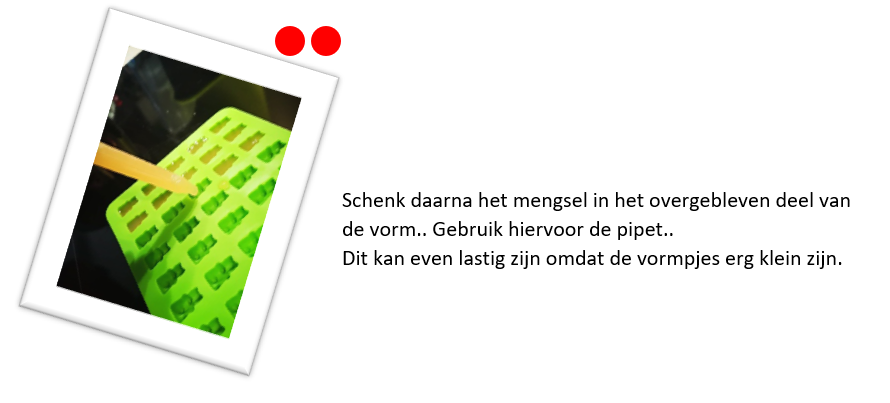 Schenk daarna het mengsel in het overgebleven deel van
de vorm.. Gebruik hiervoor de pipet..
Dit kan even lastig zijn omdat de vormpjes erg klein zijn.